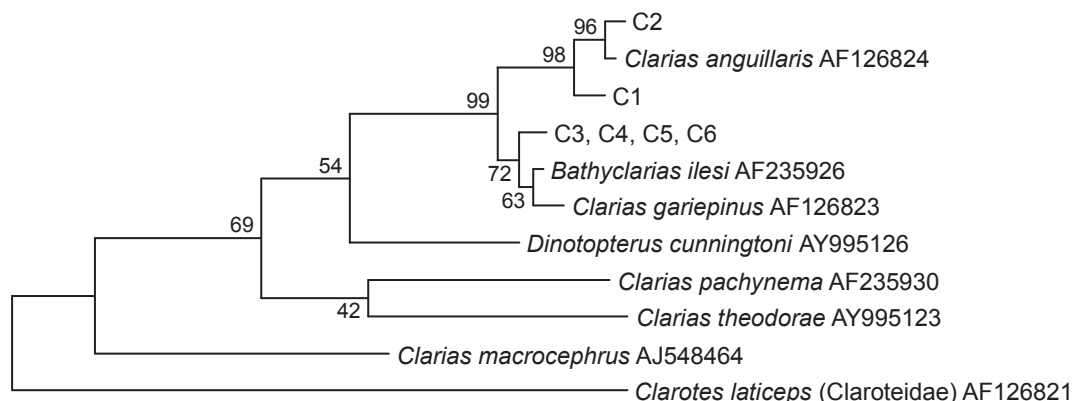 96
C2
Clarias anguillaris AF126824
98
C1
99
C3, C4, C5, C6
72
Bathyclarias ilesi AF235926
63
Clarias gariepinus AF126823
54
Dinotopterus cunningtoni AY995126
69
Clarias pachynema AF235930
42
Clarias theodorae AY995123
Clarias macrocephrus AJ548464
Clarotes laticeps (Claroteidae) AF126821